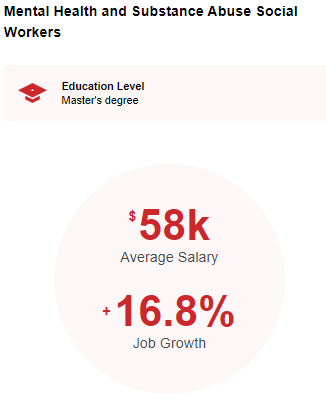 Mental Health and Substance Abuse Social
Workers
Education Level
Master's degree
$58k
Average Salary
+16.8%
Job Growth